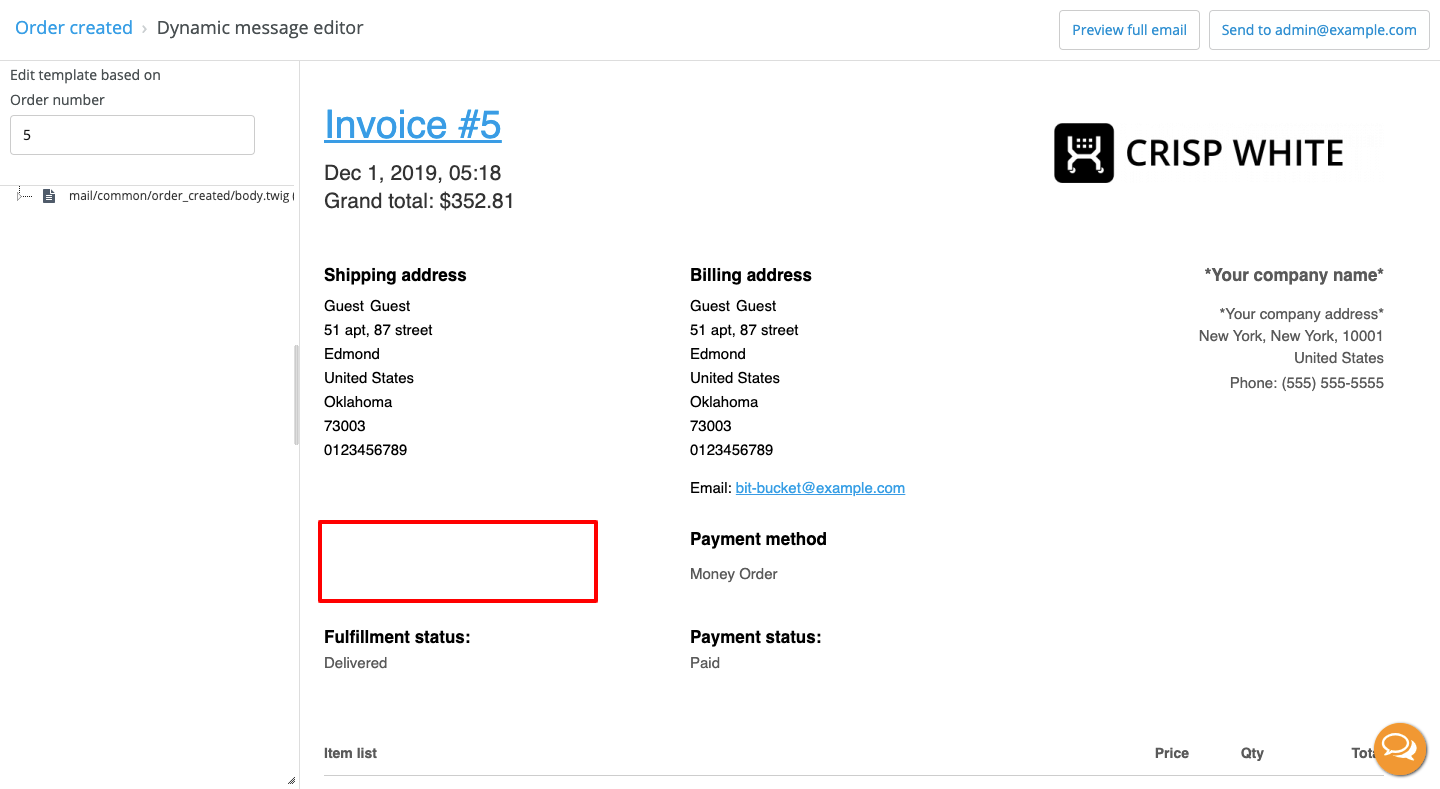 Order created › Dynamic message editor
Preview full email
Send to admin@example.com
Edit template based on
Order number
5
mail/common/order_created/body.twig
Invoice #5
Dec 1, 2019, 05:18
Grand total: $352.81
CRISP WHITE
Shipping address
Guest Guest
51 apt, 87 street
Edmond
United States
Oklahoma
73003
0123456789
Billing address
Guest Guest
51 apt, 87 street
Edmond
United States
Oklahoma
73003
0123456789
Email: bit-bucket@example.com
*Your company name*
*Your company address*
New York, New York, 10001
United States
Phone: (555) 555-5555
Payment method
Money Order
Fulfillment status:
Delivered
Payment status:
Paid
Item list
Price
Qty